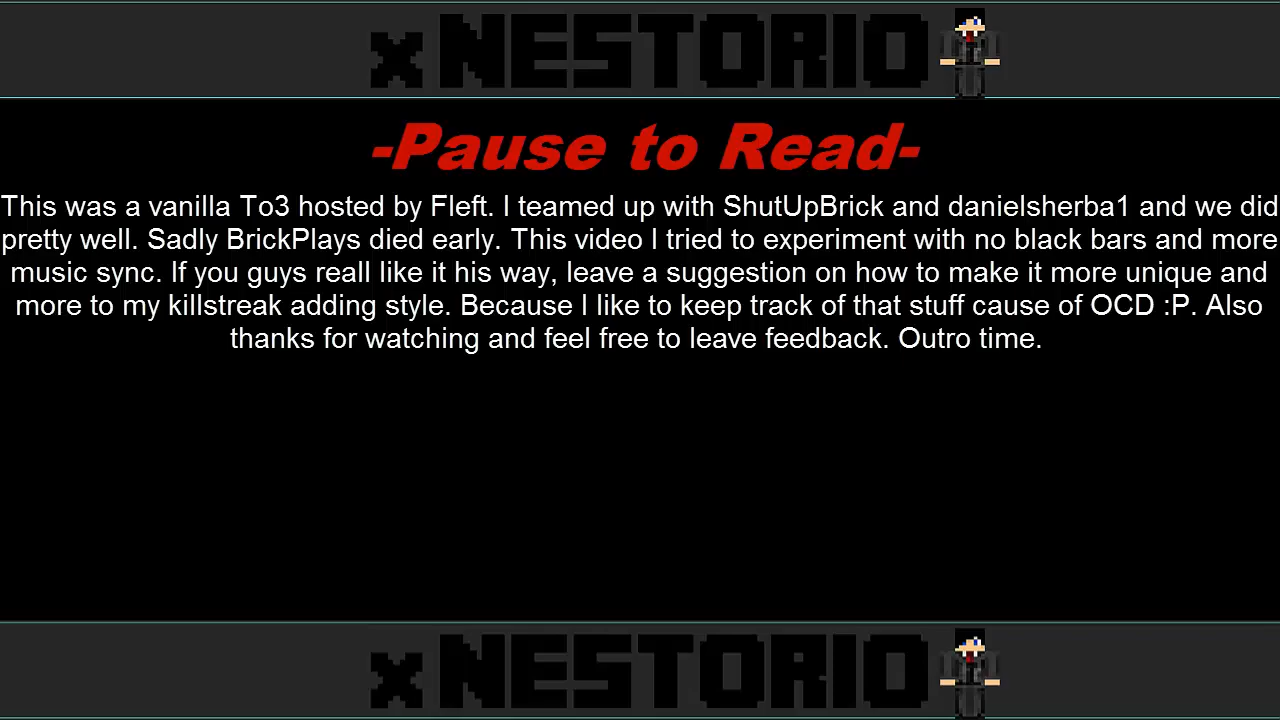 xNESTORIO
-Pause to Read-
This was a vanilla To3 hosted by Fleft. I teamed up with ShutUpBrick and danielsherba1 and we did
pretty well. Sadly BrickPlays died early. This video I tried to experiment with no black bars and more
music sync. If you guys reall like it his way, leave a suggestion on how to make it more unique and
more to my killstreak adding style. Because I like to keep track of that stuff cause of OCD :P. Also
thanks for watching and feel free to leave feedback. Outro time.
xNESTORIO